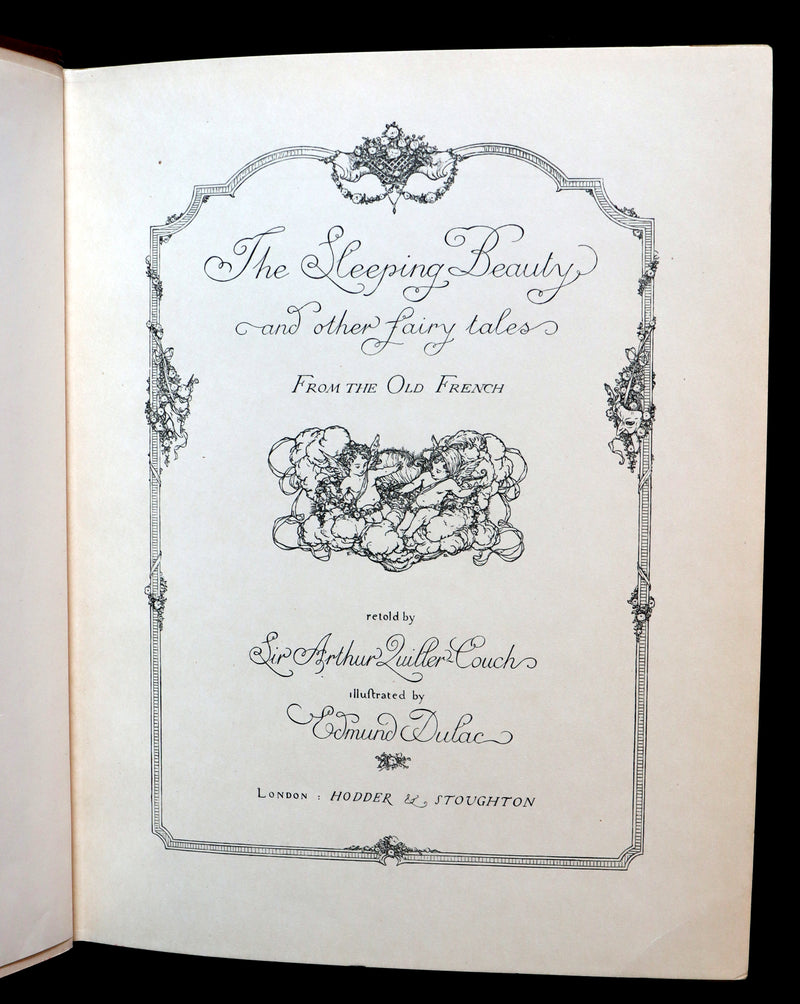 The Sleeping Beauty
and other fairy tales
FROM THE OLD FRENCH
retold by
Sir Arthur Quiller-Couch
illustrated by
Edmund Dulac
LONDON : HODDER & STOUGHTON